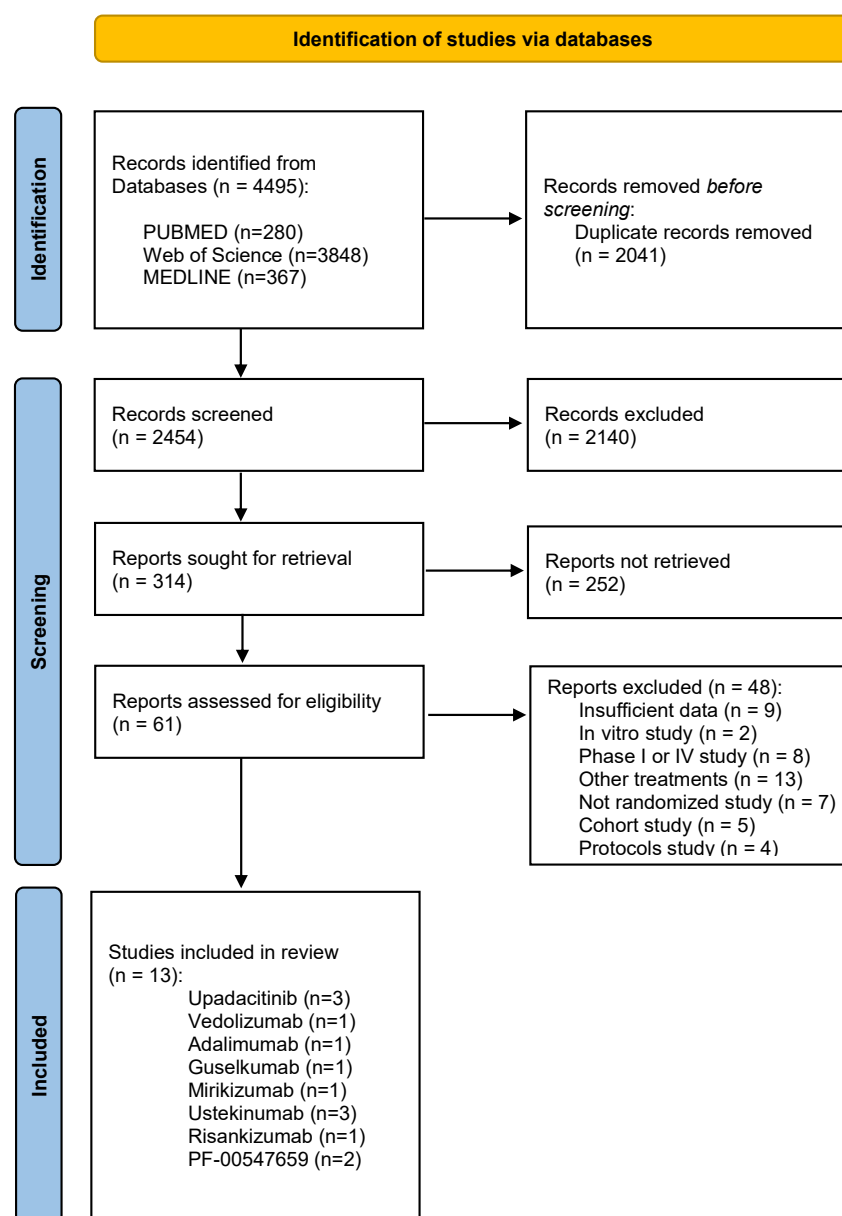 Identification of studies via databases
Identification
Records identified from
Databases (n = 4495):
PUBMED (n=280)
Web of Science (n=3848)
MEDLINE (n=367)
Records removed before
screening:
Duplicate records removed
(n = 2041)
Screening
Records screened
(n = 2454)
Records excluded
(n = 2140)
Reports sought for retrieval
(n = 314)
Reports not retrieved
(n = 252)
Reports assessed for eligibility
(n = 61)
Reports excluded (n = 48):
Insufficient data (n = 9)
In vitro study (n = 2)
Phase I or IV study (n = 8)
Other treatments (n = 13)
Not randomized study (n = 7)
Cohort study (n = 5)
Protocols study (n = 4)
Included
Studies included in review
(n = 13):
Upadacitinib (n=3)
Vedolizumab (n=1)
Adalimumab (n=1)
Guselkumab (n=1)
Mirikizumab (n=1)
Ustekinumab (n=3)
Risankizumab (n=1)
PF-00547659 (n=2)